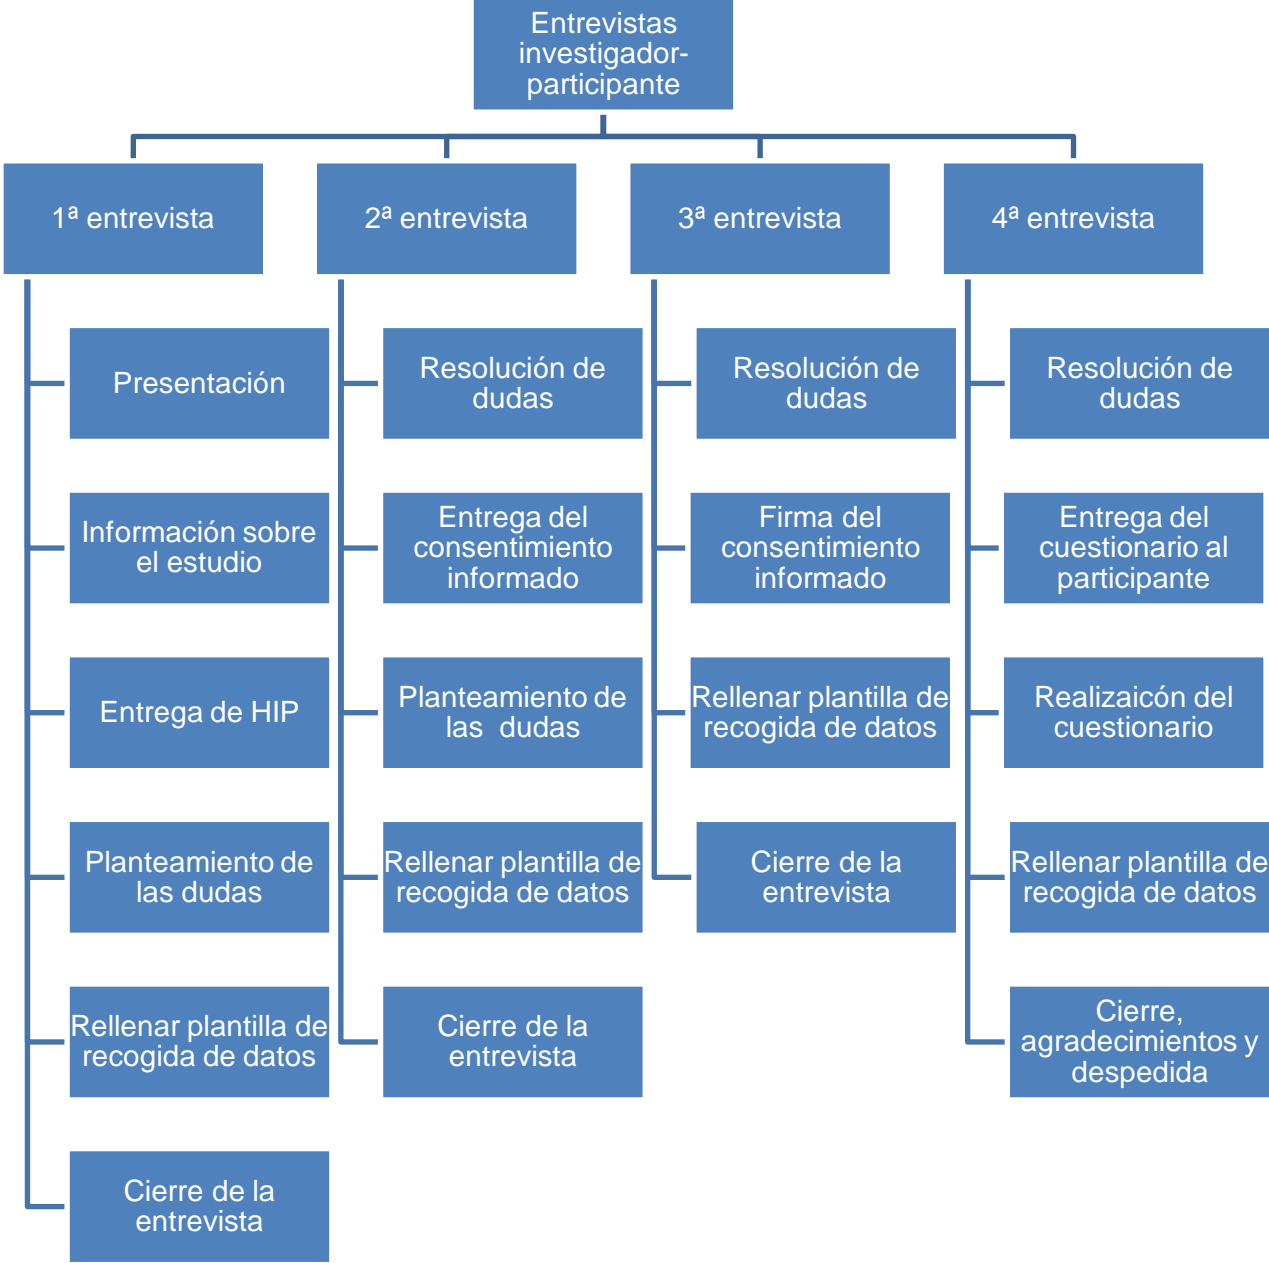 Entrevistas
investigador-
participante
1ª entrevista
Presentación
Información sobre
el estudio
Entrega de HIP
Planteamiento de
las dudas
Rellenar plantilla de
recogida de datos
Cierre de la
entrevista
2ª entrevista
Resolución de
dudas
Entrega del
consentimiento
informado
Planteamiento de
las dudas
Rellenar plantilla de
recogida de datos
Cierre de la
entrevista
3ª entrevista
Resolución de
dudas
Firma del
consentimiento
informado
Rellenar plantilla de
recogida de datos
Cierre de la
entrevista
4ª entrevista
Resolución de
dudas
Entrega del
cuestionario al
participante
Realizaicón del
cuestionario
Rellenar plantilla de
recogida de datos
Cierre,
agradecimientos y
despedida